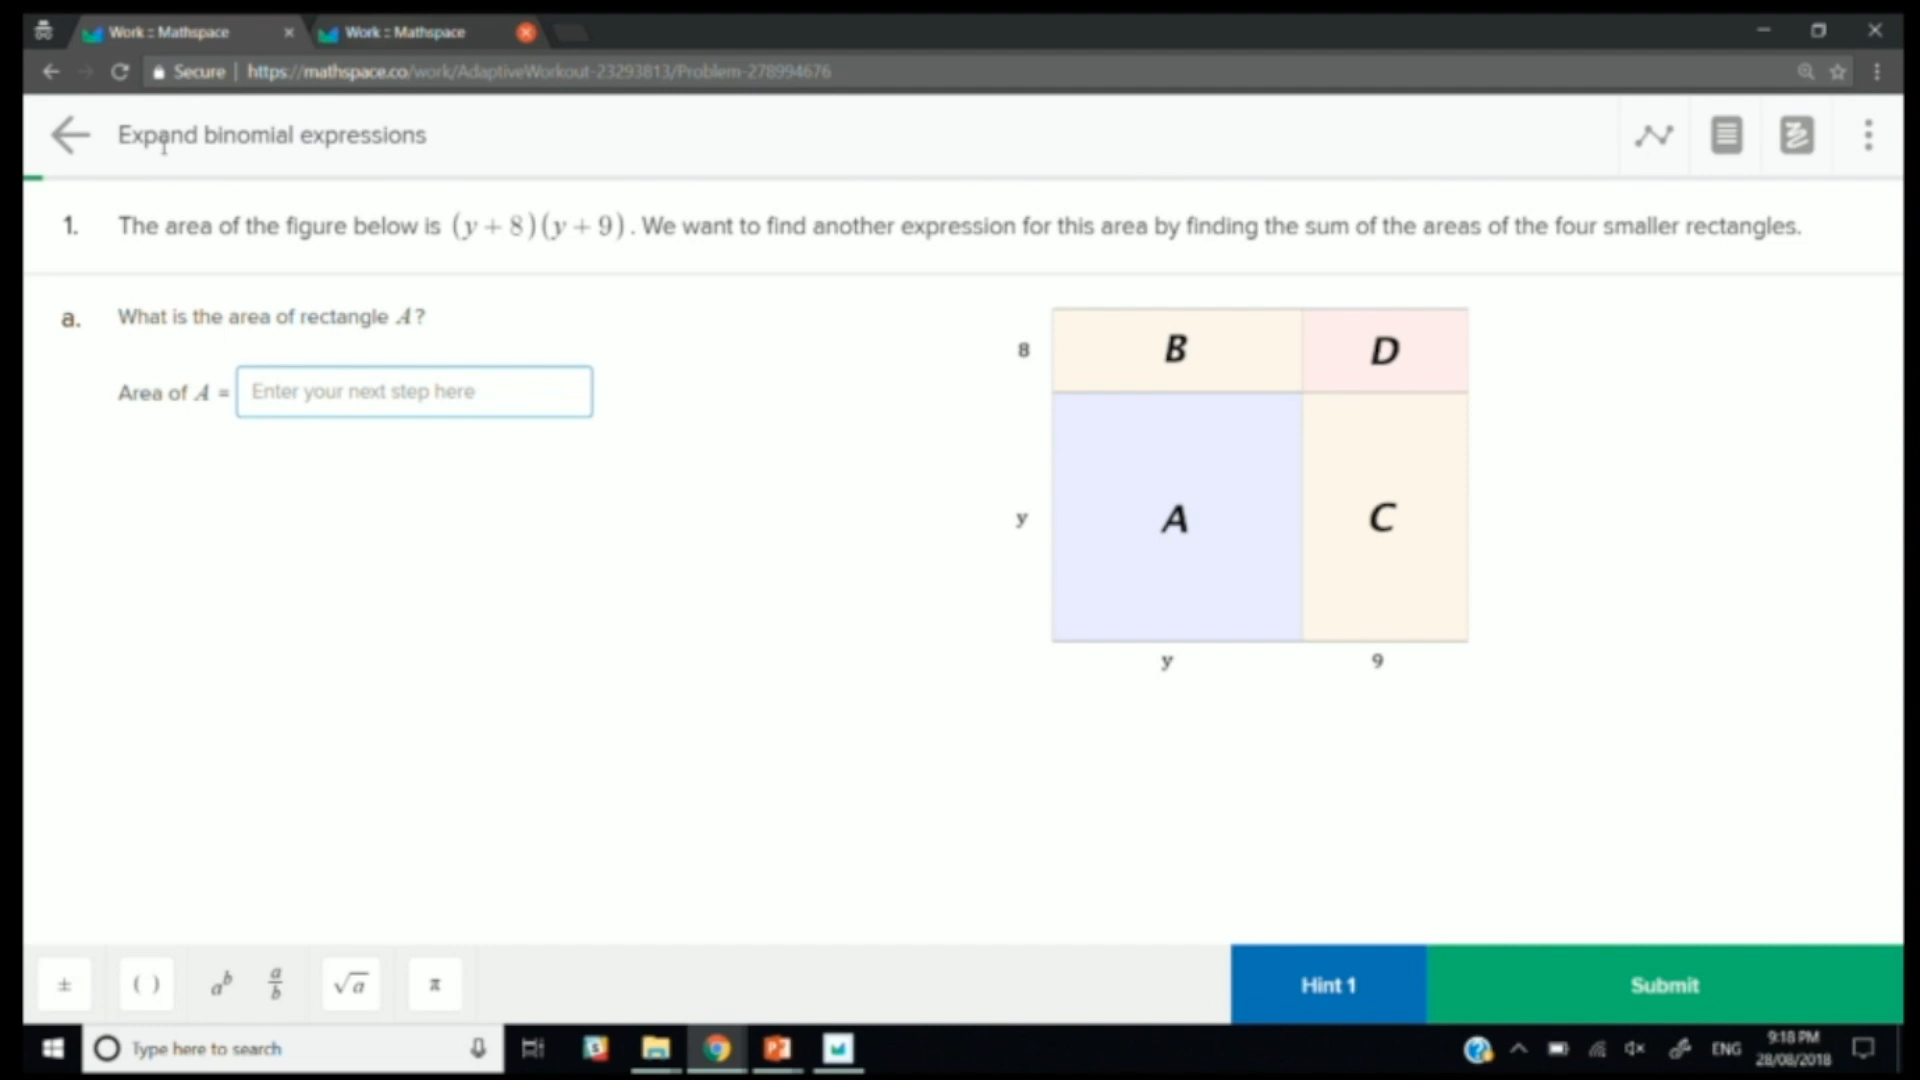 Work :: Mathspace
Work :: Mathspace
Secure | https://mathspace.co/work/AdaptiveWorkout-23293813/Problem-278994676
Expand binomial expressions
1. The area of the figure below is (y + 8)(y + 9). We want to find another expression for this area by finding the sum of the areas of the four smaller rectangles.
a. What is the area of rectangle A?
Area of A = Enter your next step here
8 B D
y A C
y 9
± ( ) a^b a/b √a π
Hint 1
Submit
Type here to search
ENG
9:18 PM
28/08/2018